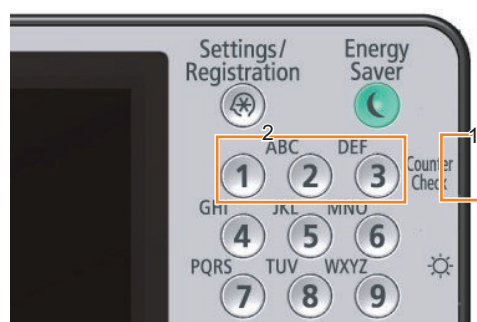 Settings/ Energy
Registration Saver
2
ABC DEF
1 2 3 Counter
Check
1
GHI JKL MNO
4 5 6
PQRS TUV WXYZ
7 8 9